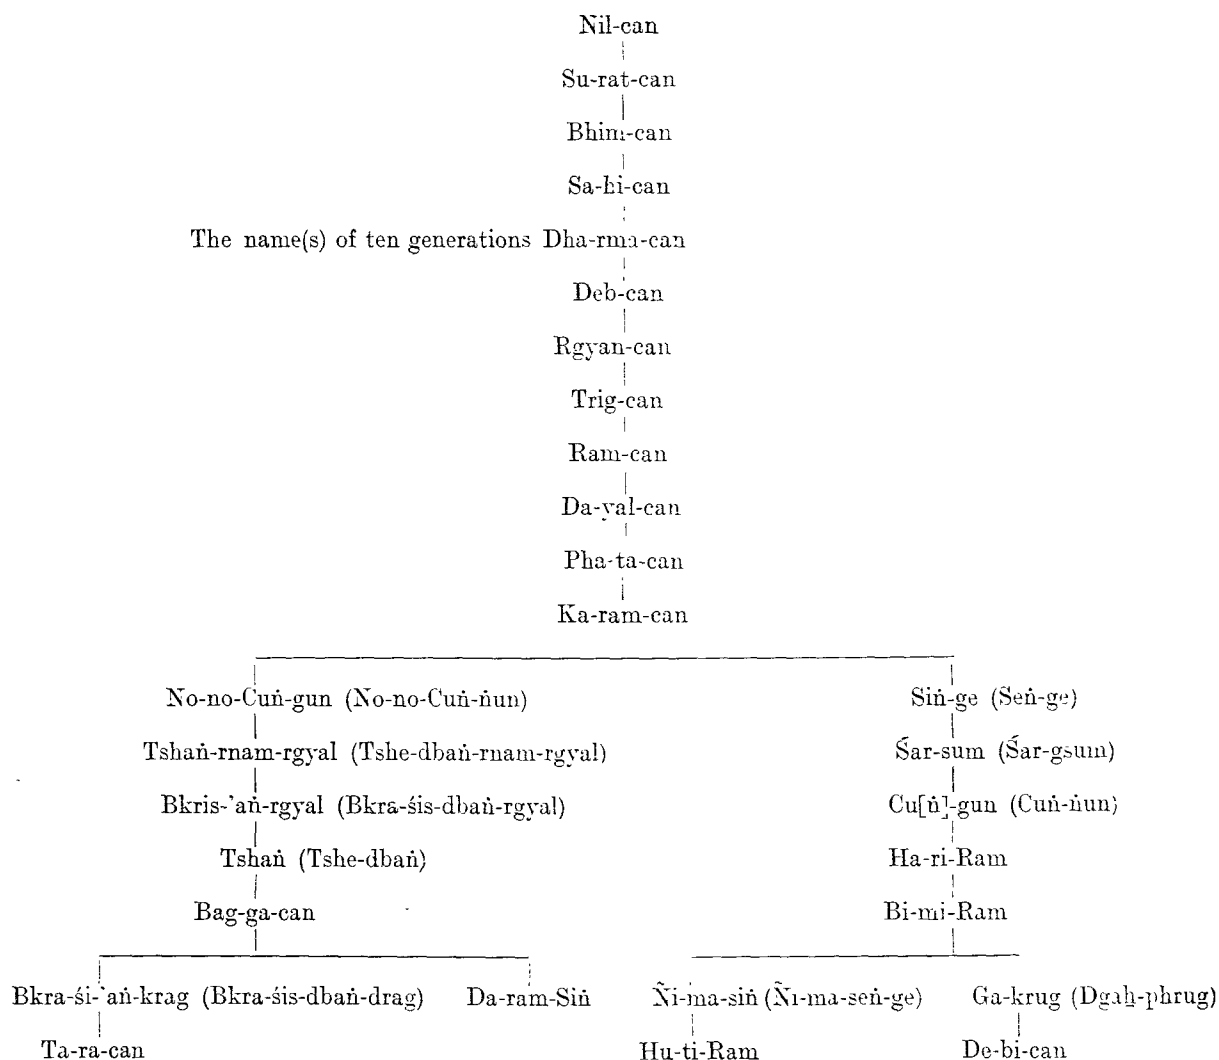 Nil-can
Su-rat-can
Bhim-can
Sa-hi-can
The name(s) of ten generations Dha-rma-can
Deb-can
Rgyan-can
Trig-can
Ram-can
Da-yal-can
Pha-ta-can
Ka-ram-can
No-no-Cuṅ-gun (No-no-Cuṅ-ṅun) Siṅ-ge (Seṅ-ge)
Tshaṅ-rnam-rgyal (Tshe-dbaṅ-rnam-rgyal) Śar-sum (Śar-gsum)
Bkris-'aṅ-rgyal (Bkra-śis-dbaṅ-rgyal) Cu[ṅ]-gun (Cuṅ-ṅun)
Tshaṅ (Tshe-dbaṅ) Ha-ri-Ram
Bag-ga-can Bi-mi-Ram
Bkra-śi-'aṅ-krag (Bkra-śis-dbaṅ-drag) Da-ram-Siṅ Ñi-ma-siṅ (Ñi-ma-seṅ-ge) Ga-krug (Dgaḥ-phrug)
Ta-ra-can Hu-ti-Ram De-bi-can